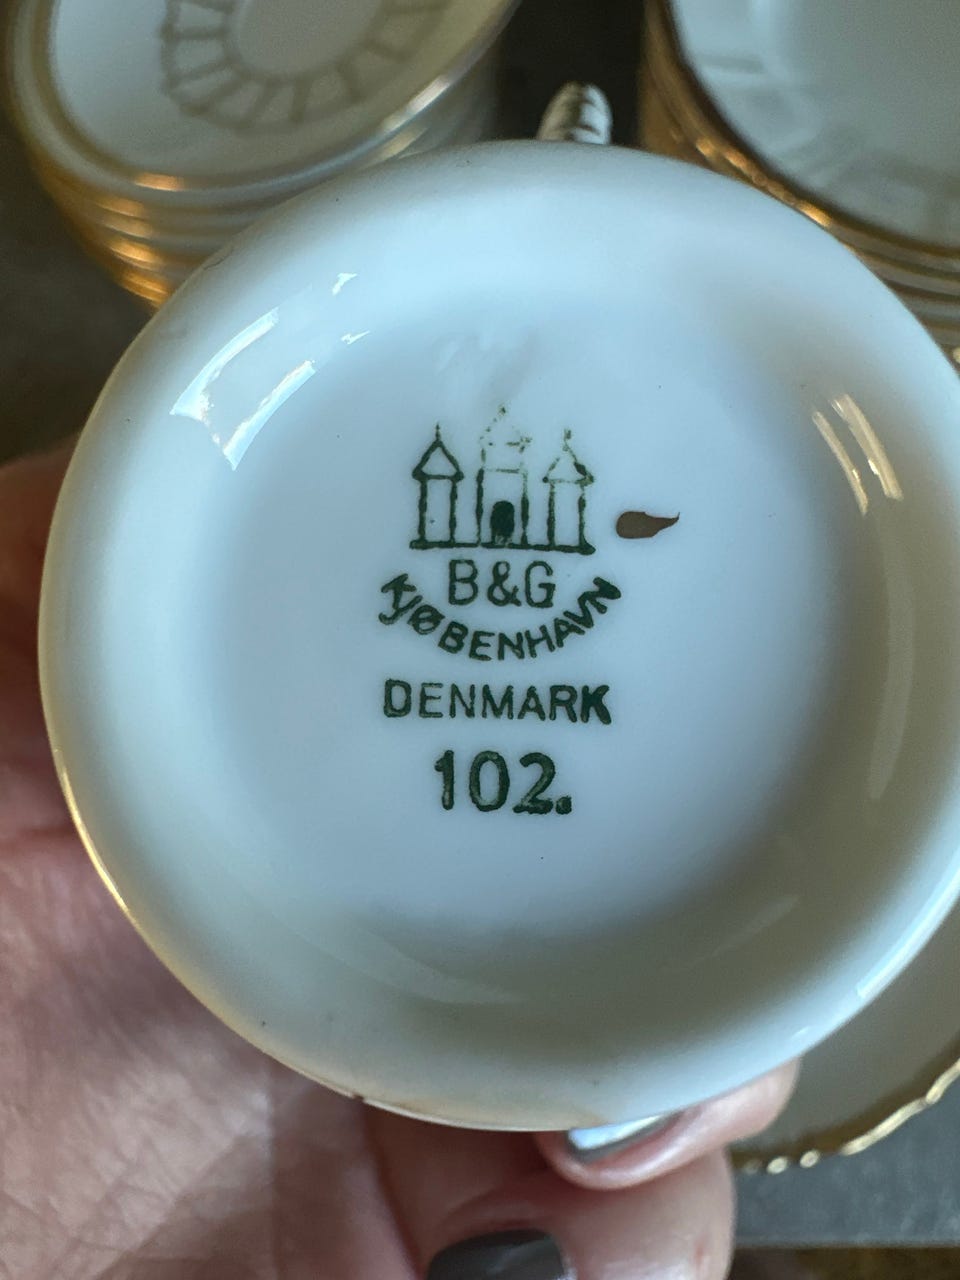 B&G
KJØBENHAVN
DENMARK
102.